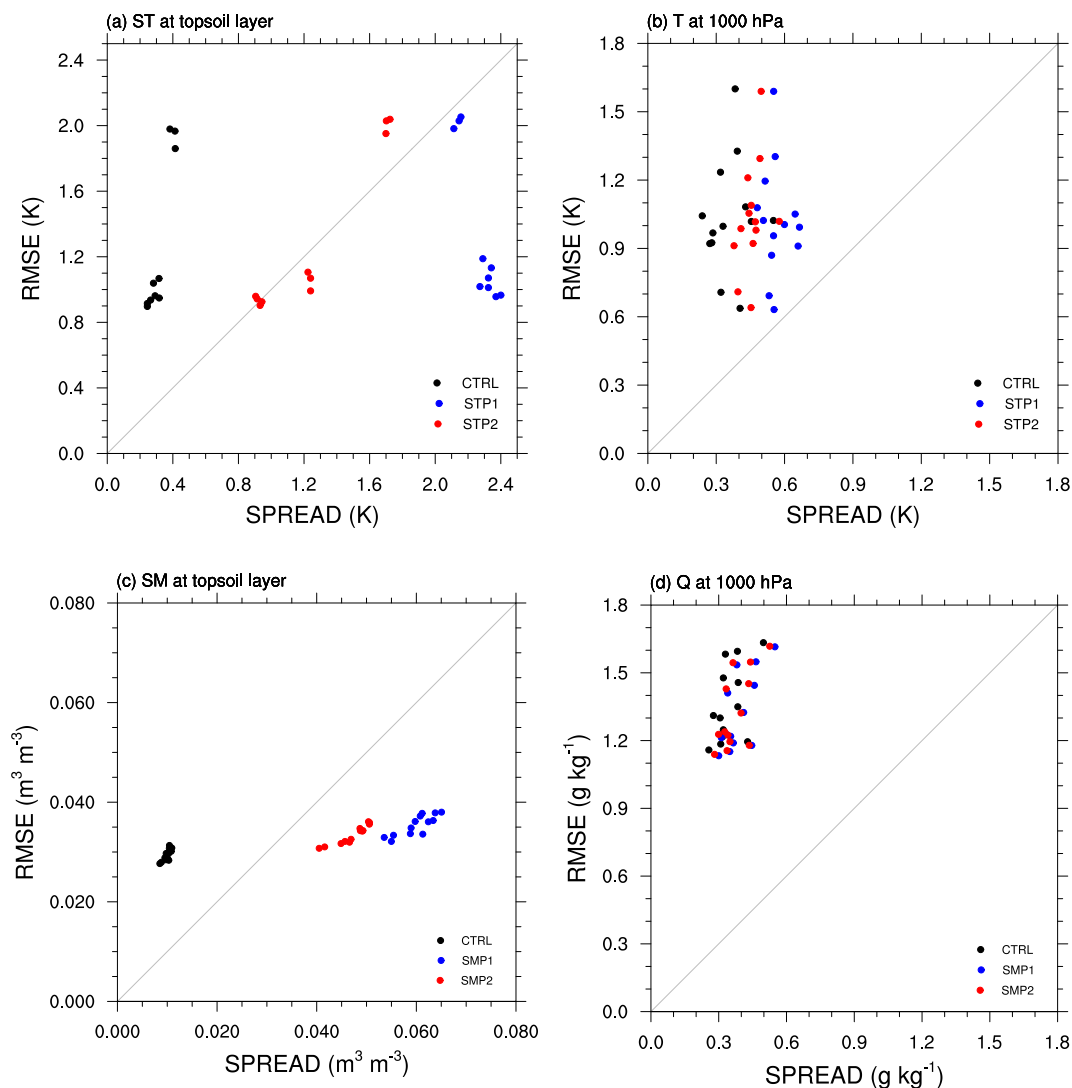 (a) ST at topsoil layer
2.4
2.0
1.6
1.2
0.8
0.4
0.0
RMSE (K)
CTRL
STP1
STP2
0.0 0.4 0.8 1.2 1.6 2.0 2.4
SPREAD (K)
(b) T at 1000 hPa
1.8
1.5
1.2
0.9
0.6
0.3
0.0
RMSE (K)
CTRL
STP1
STP2
0.0 0.3 0.6 0.9 1.2 1.5 1.8
SPREAD (K)
(c) SM at topsoil layer
0.080
0.060
0.040
0.020
0.000
RMSE (m³ m⁻³)
CTRL
SMP1
SMP2
0.000 0.020 0.040 0.060 0.080
SPREAD (m³ m⁻³)
(d) Q at 1000 hPa
1.8
1.5
1.2
0.9
0.6
0.3
0.0
RMSE (g kg⁻¹)
CTRL
SMP1
SMP2
0.0 0.3 0.6 0.9 1.2 1.5 1.8
SPREAD (g kg⁻¹)